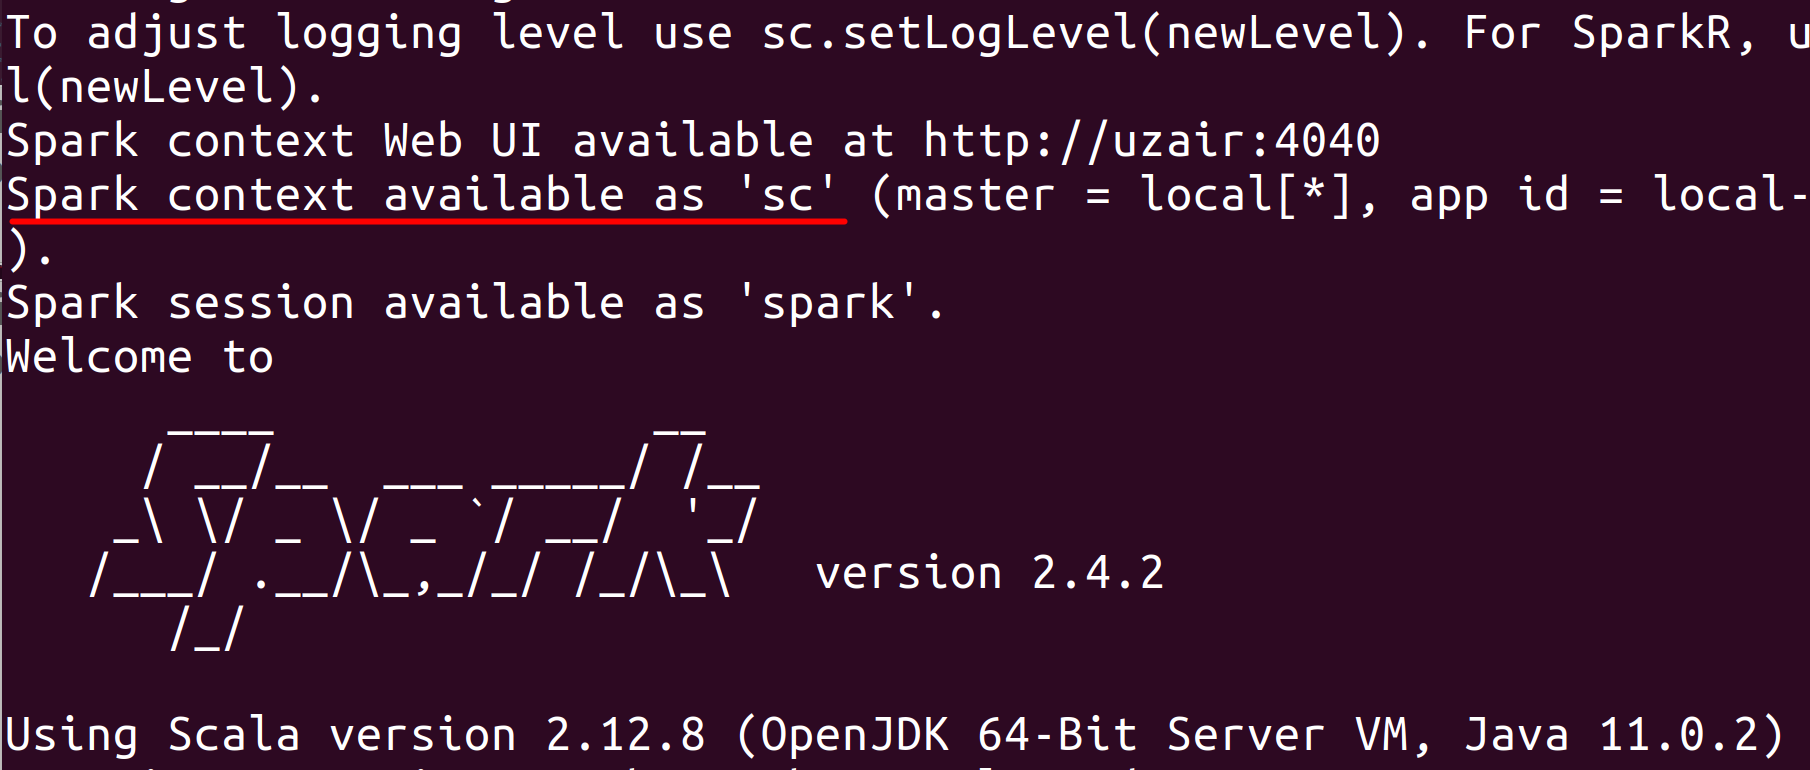 To adjust logging level use sc.setLogLevel(newLevel). For SparkR, u
l(newLevel).
Spark context Web UI available at http://uzair:4040
Spark context available as 'sc' (master = local[*], app id = local-
).
Spark session available as 'spark'.
Welcome to
      ____              __
     / __/__  ___ _____/ /__
    _\ \/ _ \/ _ `/ __/  '_/
   /___/ .__/\_,_/_/ /_/\_\   version 2.4.2
      /_/
Using Scala version 2.12.8 (OpenJDK 64-Bit Server VM, Java 11.0.2)